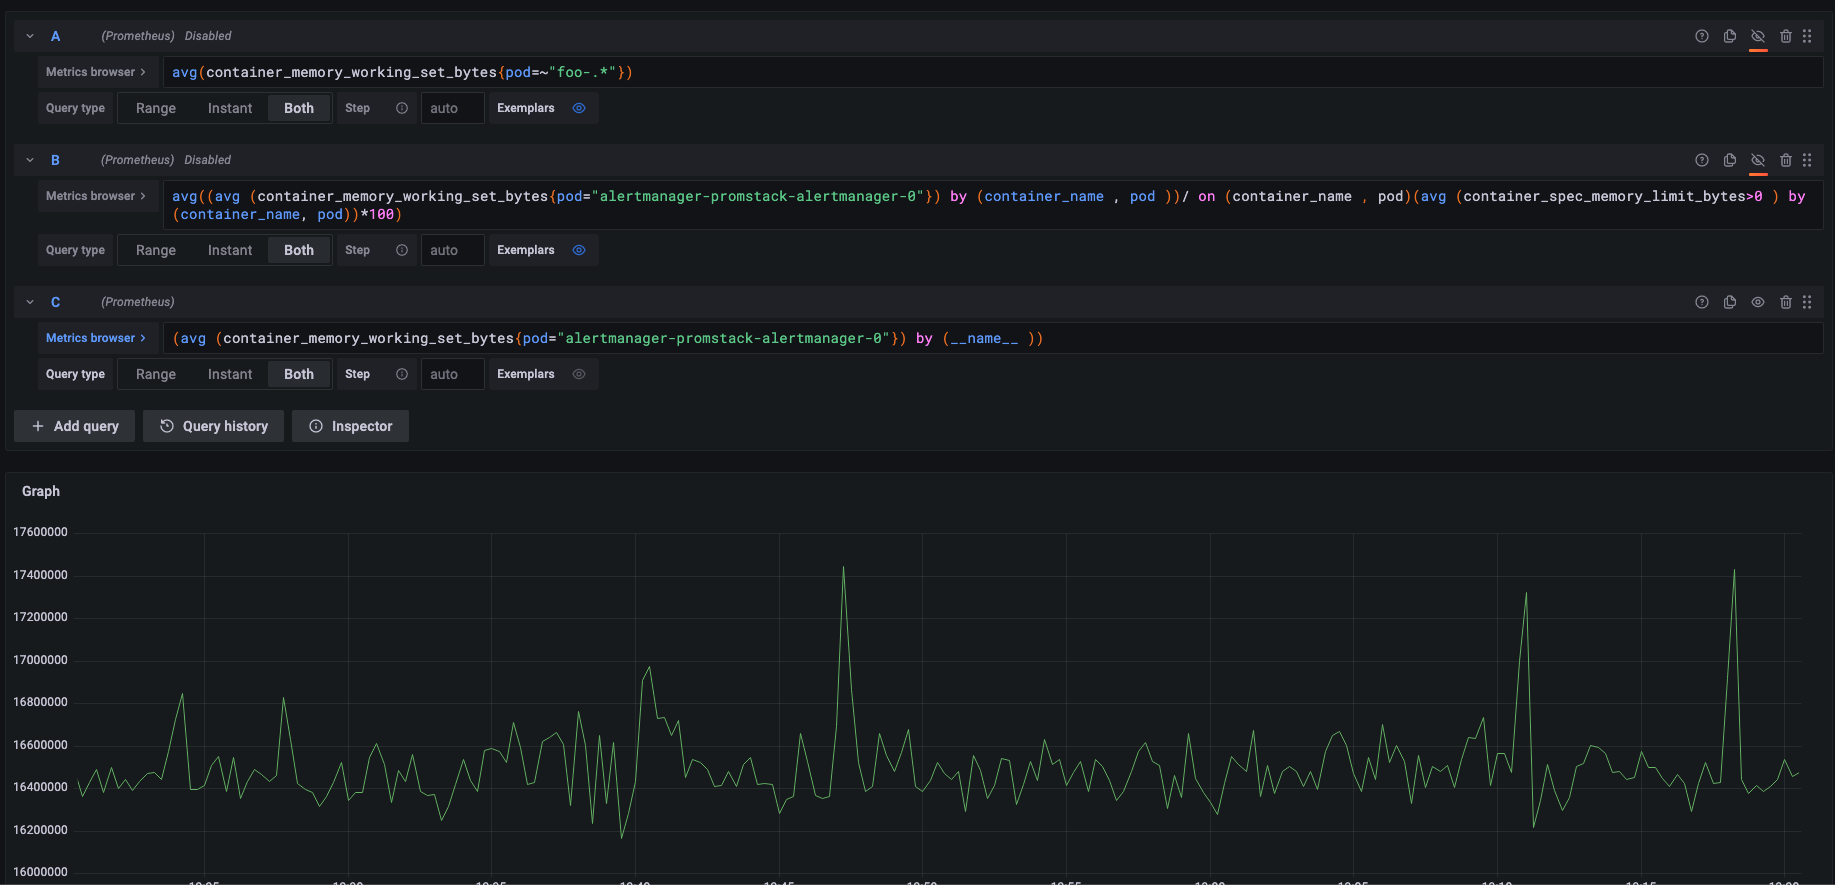 A (Prometheus) Disabled
Metrics browser > avg(container_memory_working_set_bytes{pod=~"foo-.*"})
Query type Range Instant Both Step auto Exemplars
B (Prometheus) Disabled
Metrics browser > avg((avg (container_memory_working_set_bytes{pod="alertmanager-promstack-alertmanager-0"}) by (container_name , pod ))/ on (container_name , pod)(avg (container_spec_memory_limit_bytes>0 ) by
(container_name, pod))*100)
Query type Range Instant Both Step auto Exemplars
C (Prometheus)
Metrics browser > (avg (container_memory_working_set_bytes{pod="alertmanager-promstack-alertmanager-0"}) by (__name__ ))
Query type Range Instant Both Step auto Exemplars
+ Add query Query history Inspector
Graph
17600000
17400000
17200000
17000000
16800000
16600000
16400000
16200000
16000000